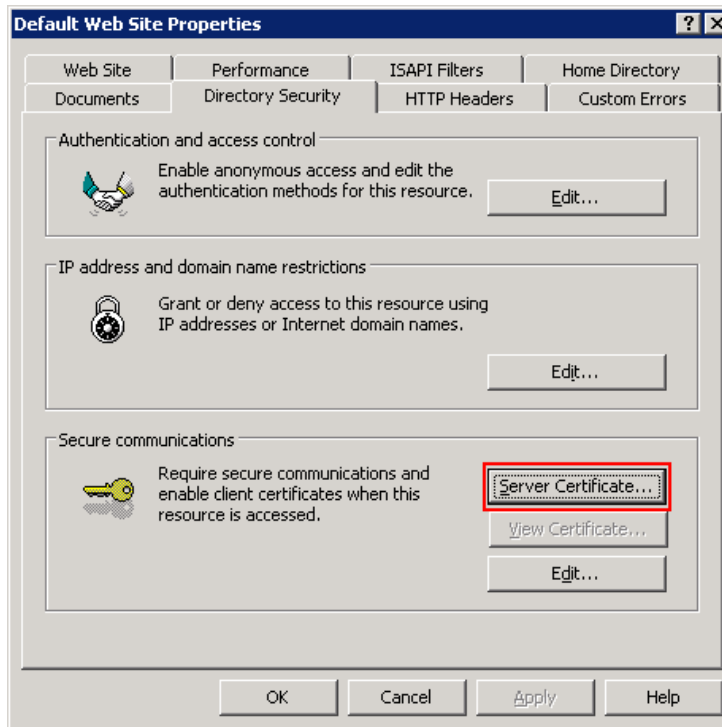 Default Web Site Properties
?
Web Site
Performance
ISAPI Filters
Home Directory
Documents
Directory Security
HTTP Headers
Custom Errors
Authentication and access control
Enable anonymous access and edit the
authentication methods for this resource.
Edit...
IP address and domain name restrictions
Grant or deny access to this resource using
IP addresses or Internet domain names.
Edit...
Secure communications
Require secure communications and
enable client certificates when this
resource is accessed.
Server Certificate...
View Certificate...
Edit...
OK
Cancel
Apply
Help